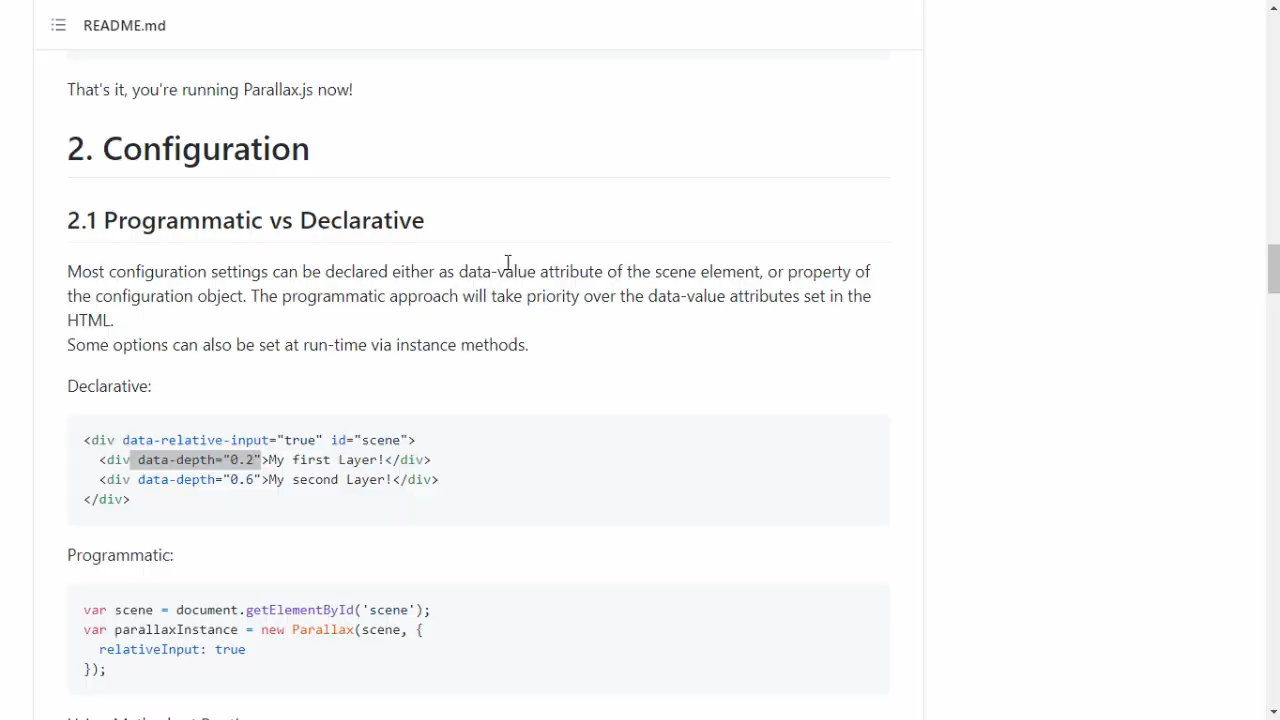 README.md
That's it, you're running Parallax.js now!
2. Configuration
2.1 Programmatic vs Declarative
Most configuration settings can be declared either as data-value attribute of the scene element, or property of
the configuration object. The programmatic approach will take priority over the data-value attributes set in the
HTML.
Some options can also be set at run-time via instance methods.
Declarative:
<div data-relative-input="true" id="scene">
  <div data-depth="0.2">My first Layer!</div>
  <div data-depth="0.6">My second Layer!</div>
</div>
Programmatic:
var scene = document.getElementById('scene');
var parallaxInstance = new Parallax(scene, {
  relativeInput: true
});